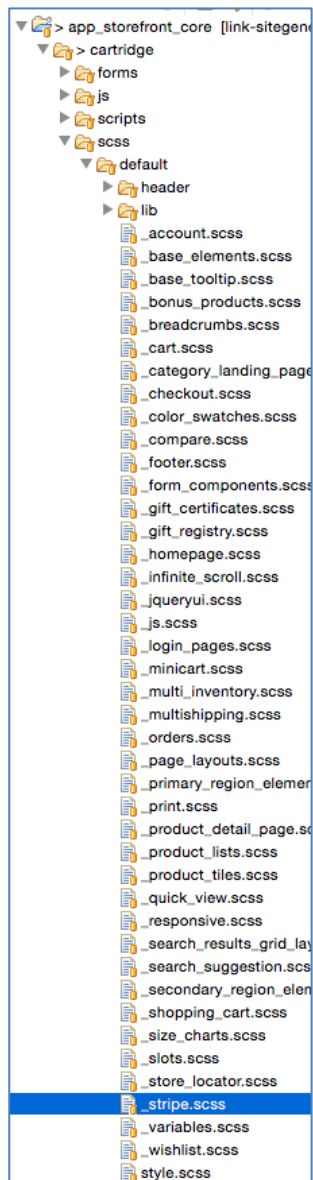 > app_storefront_core [link-sitegene
> cartridge
forms
js
scripts
scss
default
header
lib
_account.scss
_base_elements.scss
_base_tooltip.scss
_bonus_products.scss
_breadcrumbs.scss
_cart.scss
_category_landing_page
_checkout.scss
_color_swatches.scss
_compare.scss
_footer.scss
_form_components.scss
_gift_certificates.scss
_gift_registry.scss
_homepage.scss
_infinite_scroll.scss
_jqueryui.scss
_js.scss
_login_pages.scss
_minicart.scss
_multi_inventory.scss
_multishipping.scss
_orders.scss
_page_layouts.scss
_primary_region_elemen
_print.scss
_product_detail_page.sc
_product_lists.scss
_product_tiles.scss
_quick_view.scss
_responsive.scss
_search_results_grid_lay
_search_suggestion.scs
_secondary_region_elem
_shopping_cart.scss
_size_charts.scss
_slots.scss
_store_locator.scss
_stripe.scss
_variables.scss
_wishlist.scss
style.scss